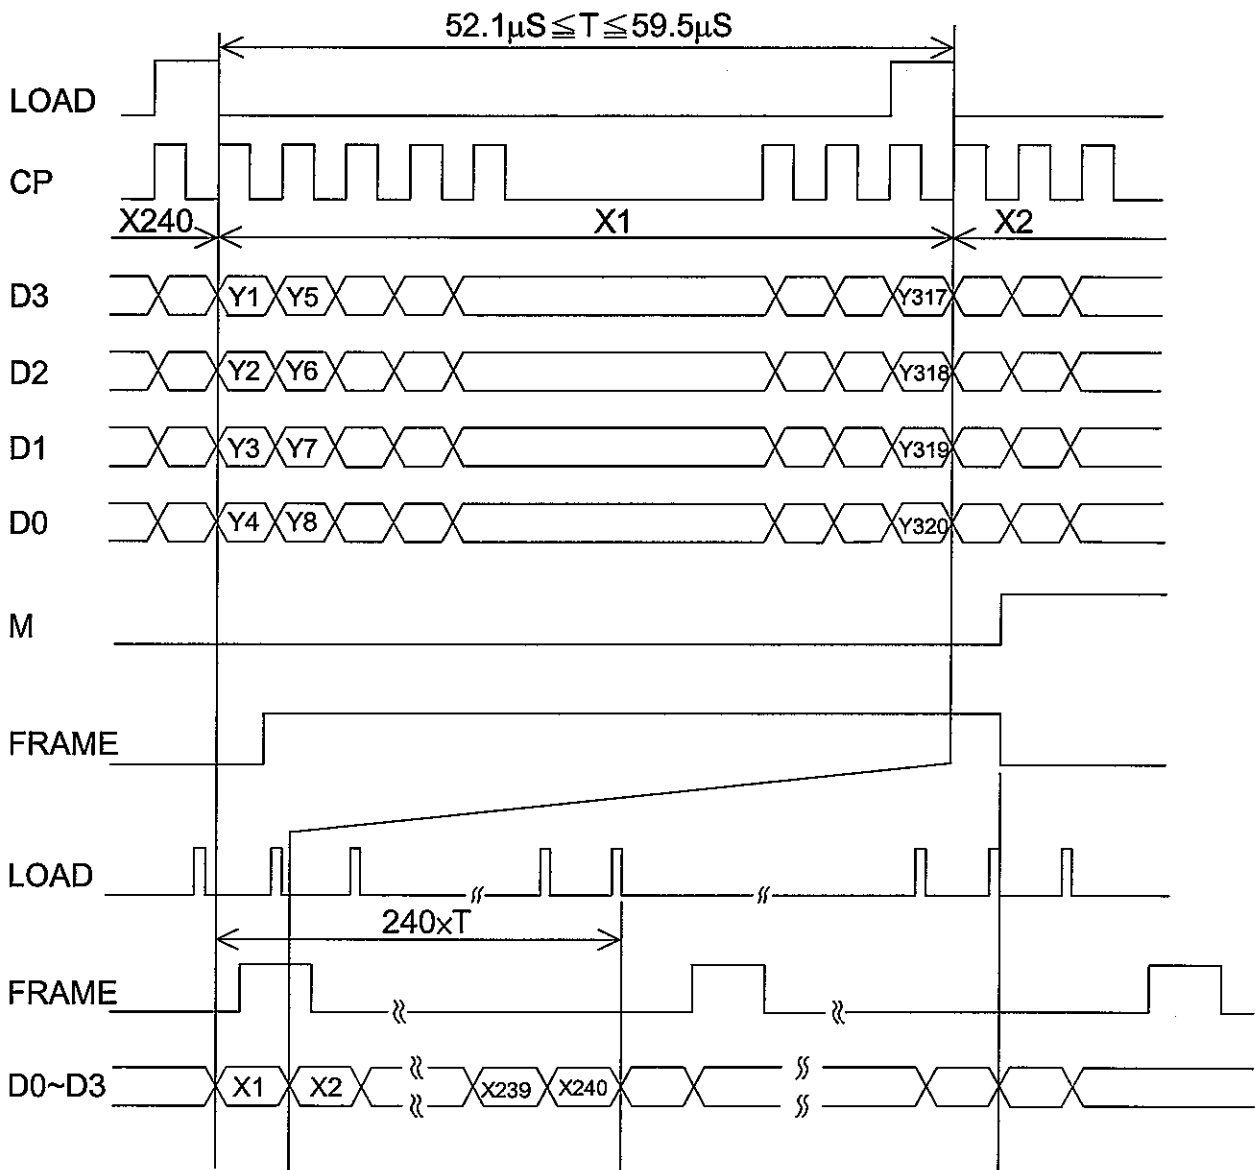 52.1μS≦T≦59.5μS
LOAD
CP
X240 X1 X2
D3 Y1 Y5 Y317
D2 Y2 Y6 Y318
D1 Y3 Y7 Y319
D0 Y4 Y8 Y320
M
FRAME
LOAD
240×T
FRAME
D0~D3 X1 X2 X239 X240